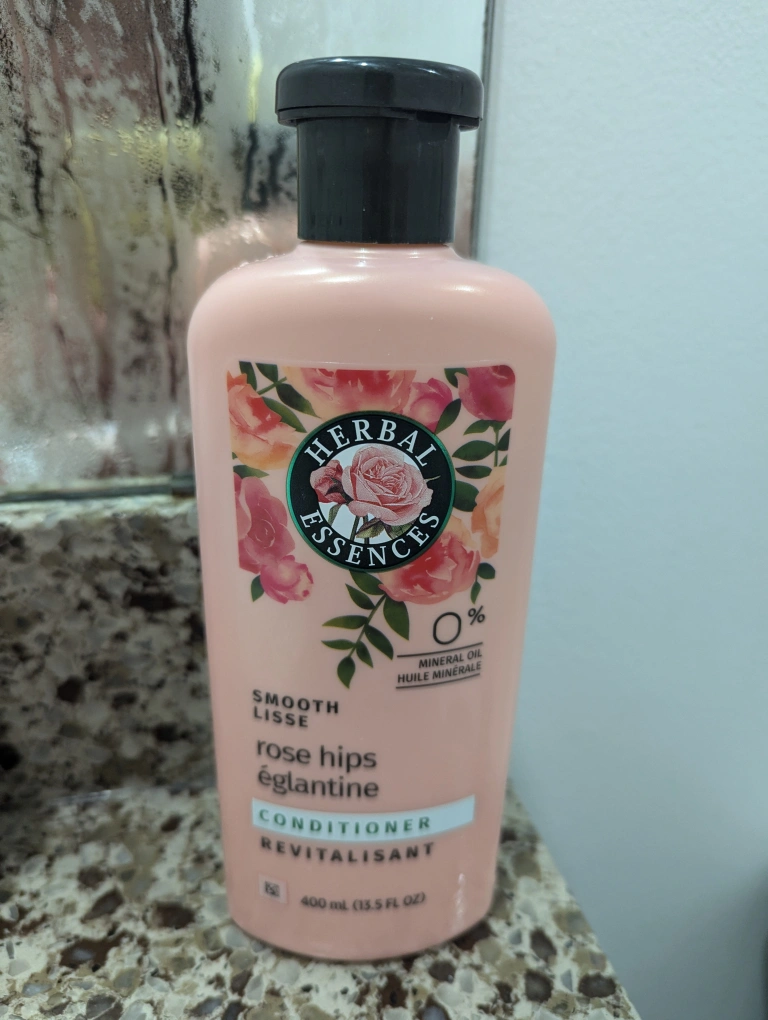 HERBAL
ESSENCES
0%
MINERAL OIL
HUILE MINÉRALE
SMOOTH
LISSE
rose hips
églantine
CONDITIONER
REVITALISANT
400 mL (13.5 FL OZ)